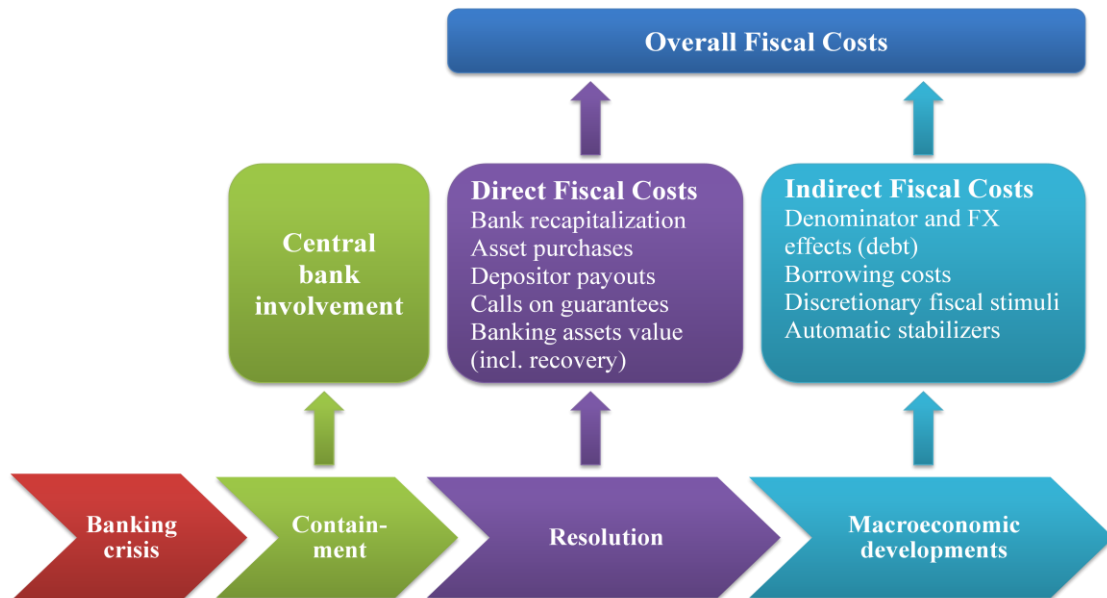 Overall Fiscal Costs
Central
bank
involvement
Direct Fiscal Costs
Bank recapitalization
Asset purchases
Depositor payouts
Calls on guarantees
Banking assets value
(incl. recovery)
Indirect Fiscal Costs
Denominator and FX
effects (debt)
Borrowing costs
Discretionary fiscal stimuli
Automatic stabilizers
Banking
crisis
Contain-
ment
Resolution
Macroeconomic
developments